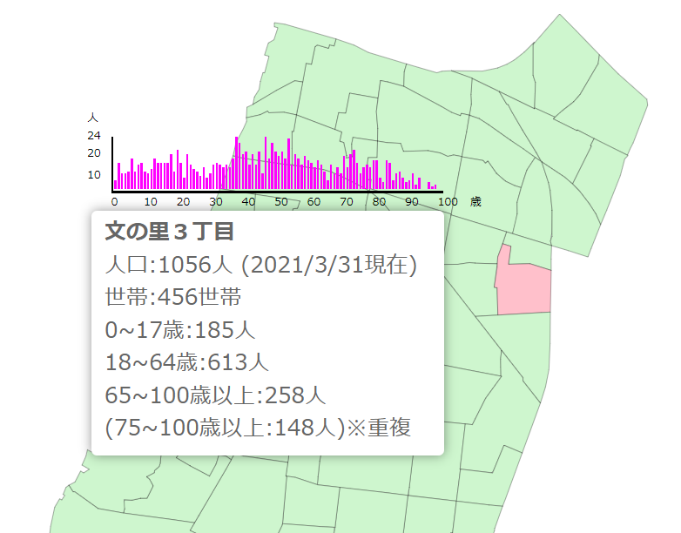 人
24
20
10
0 10 20 30 40 50 60 70 80 90 100 歳
文の里３丁目
人口:1056人 (2021/3/31現在)
世帯:456世帯
0~17歳:185人
18~64歳:613人
65~100歳以上:258人
(75~100歳以上:148人)※重複